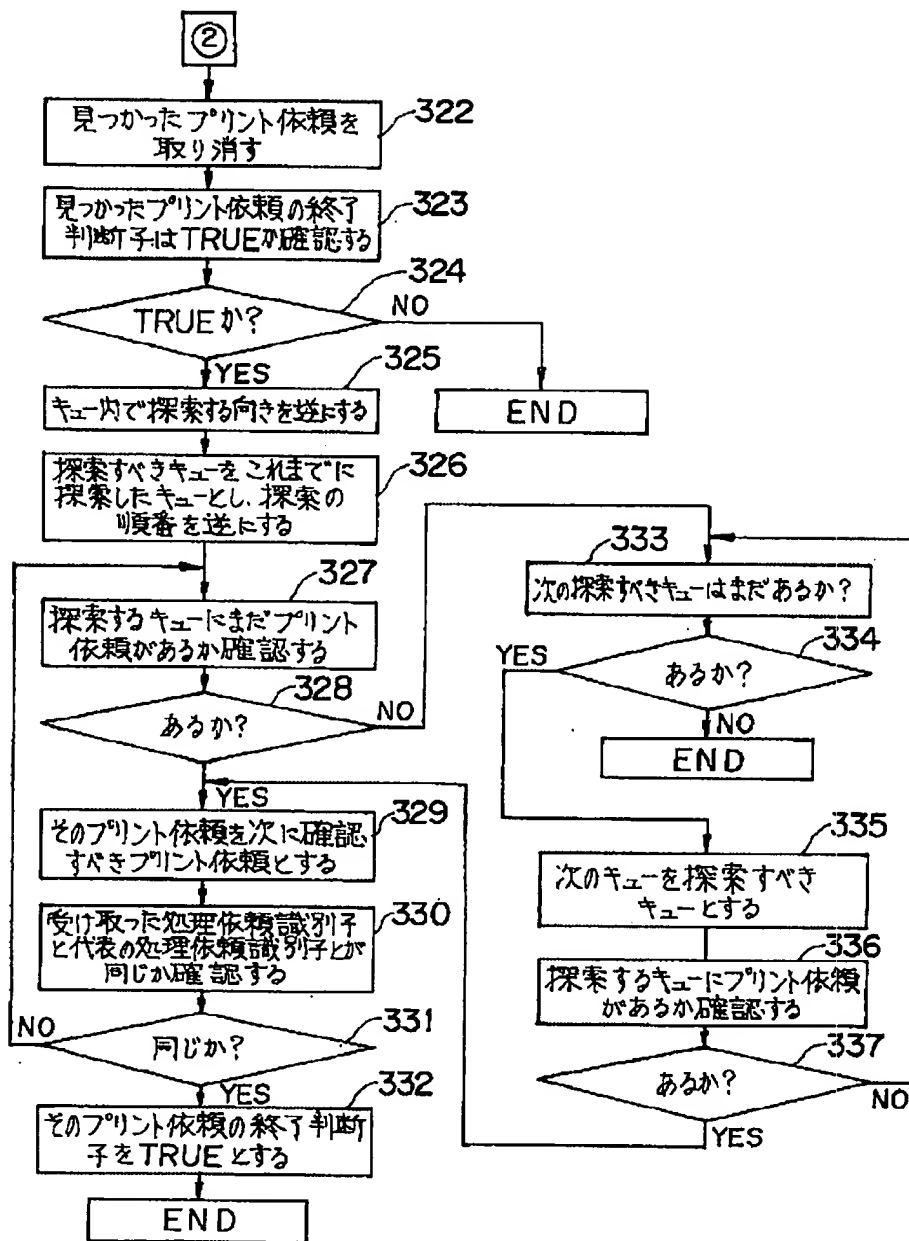 ②
見つかったプリント依頼を
取り消す
322
見つかったプリント依頼の終了
判断子はTRUEか確認する
323
324
TRUEか?
NO
YES
END
325
キュー内で探索する向きを逆にする
326
探索すべきキューをこれまでに
探索したキューとし、探索の
順番を逆にする
327
探索するキューにまだプリント
依頼があるか確認する
328
あるか?
NO
YES
329
そのプリント依頼を次に確認
すべきプリント依頼とする
330
受け取った処理依頼識別子
と代表の処理依頼識別子とが
同じか確認する
331
同じか?
NO
YES
332
そのプリント依頼の終了判断
子をTRUEとする
END
333
次の探索すべきキューはまだあるか?
334
あるか?
YES
NO
END
335
次のキューを探索すべき
キューとする
336
探索するキューにプリント依頼
があるか確認する
337
あるか?
NO
YES